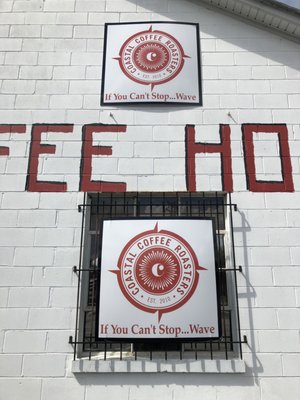 COASTAL COFFEE ROASTERS
C
EST. 2010
If You Can't Stop...Wave
FEE HO
COASTAL COFFEE ROASTERS
C
EST. 2010
If You Can't Stop...Wave